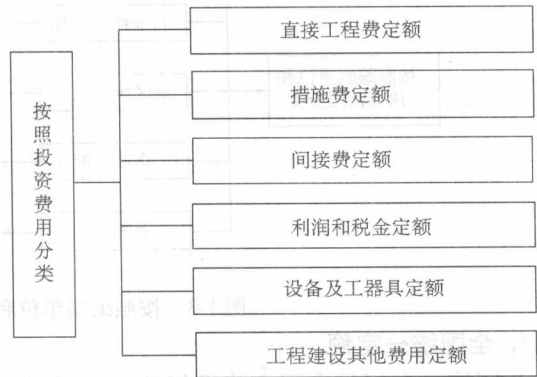 按照投资费用分类
直接工程费定额
措施费定额
间接费定额
利润和税金定额
设备及工器具定额
工程建设其他费用定额